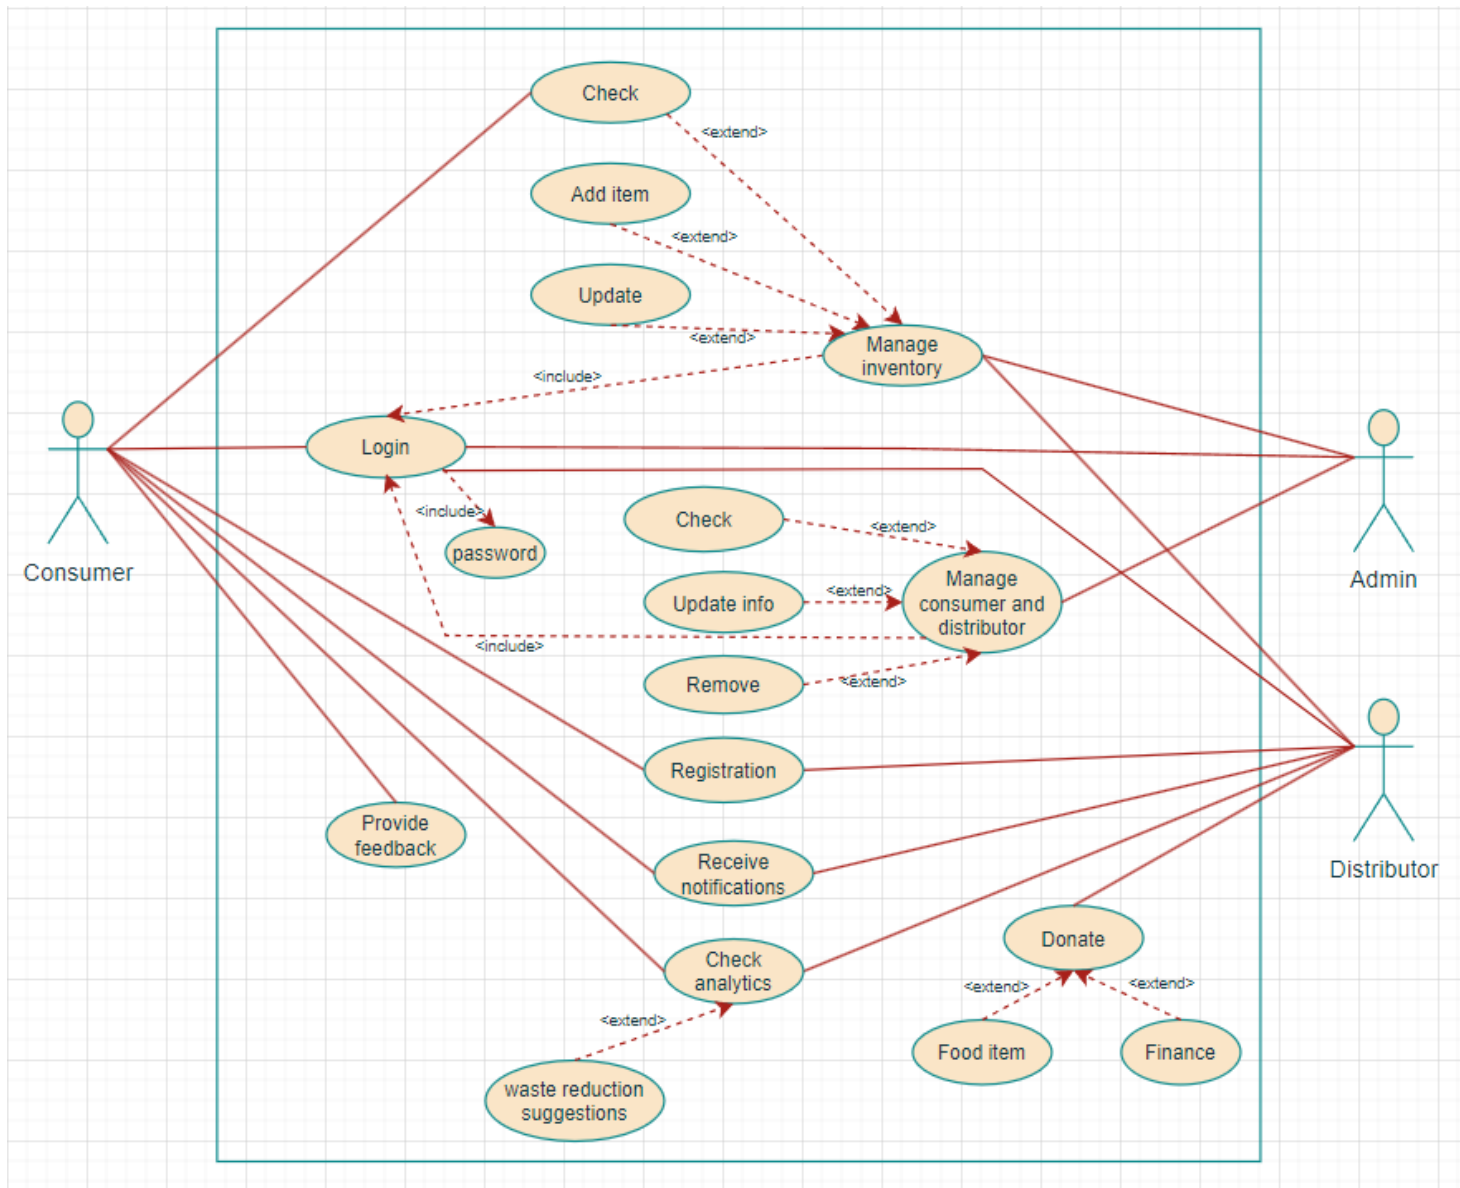 Check
<extend>
Add item
<extend>
Update
<extend>
Manage
inventory
<include>
Login
<include>
password
Consumer
Check
<extend>
Manage
consumer and
distributor
Update info
<extend>
<include>
Remove
<extend>
Admin
Registration
Provide
feedback
Receive
notifications
Distributor
Donate
Check
analytics
<extend>
<extend>
<extend>
Food item
Finance
waste reduction
suggestions